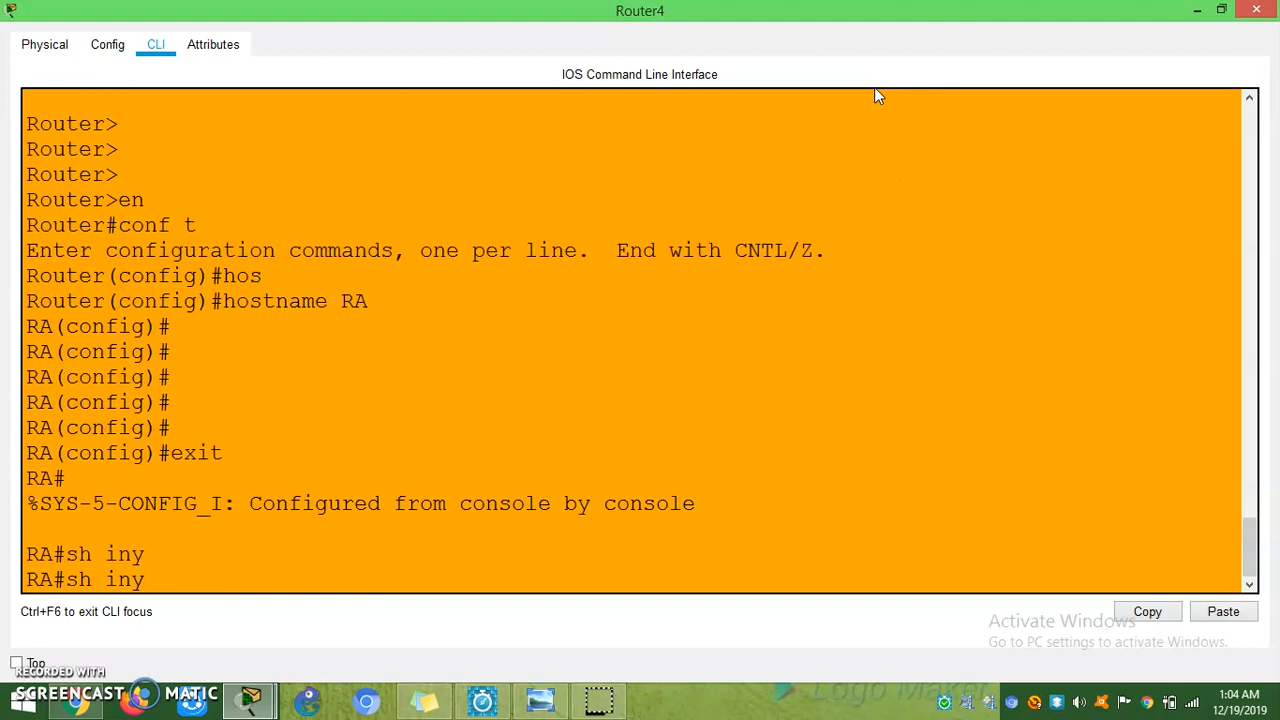 Router4
Physical Config CLI Attributes
IOS Command Line Interface
Router>
Router>
Router>
Router>en
Router#conf t
Enter configuration commands, one per line.  End with CNTL/Z.
Router(config)#hos
Router(config)#hostname RA
RA(config)#
RA(config)#
RA(config)#
RA(config)#
RA(config)#
RA(config)#exit
RA#
%SYS-5-CONFIG_I: Configured from console by console
RA#sh iny
RA#sh iny
Ctrl+F6 to exit CLI focus
Copy Paste
Activate Windows
Go to PC settings to activate Windows.
Top
RECORDED WITH
SCREENCAST MATIC
Logo Make
1:04 AM
12/19/2019